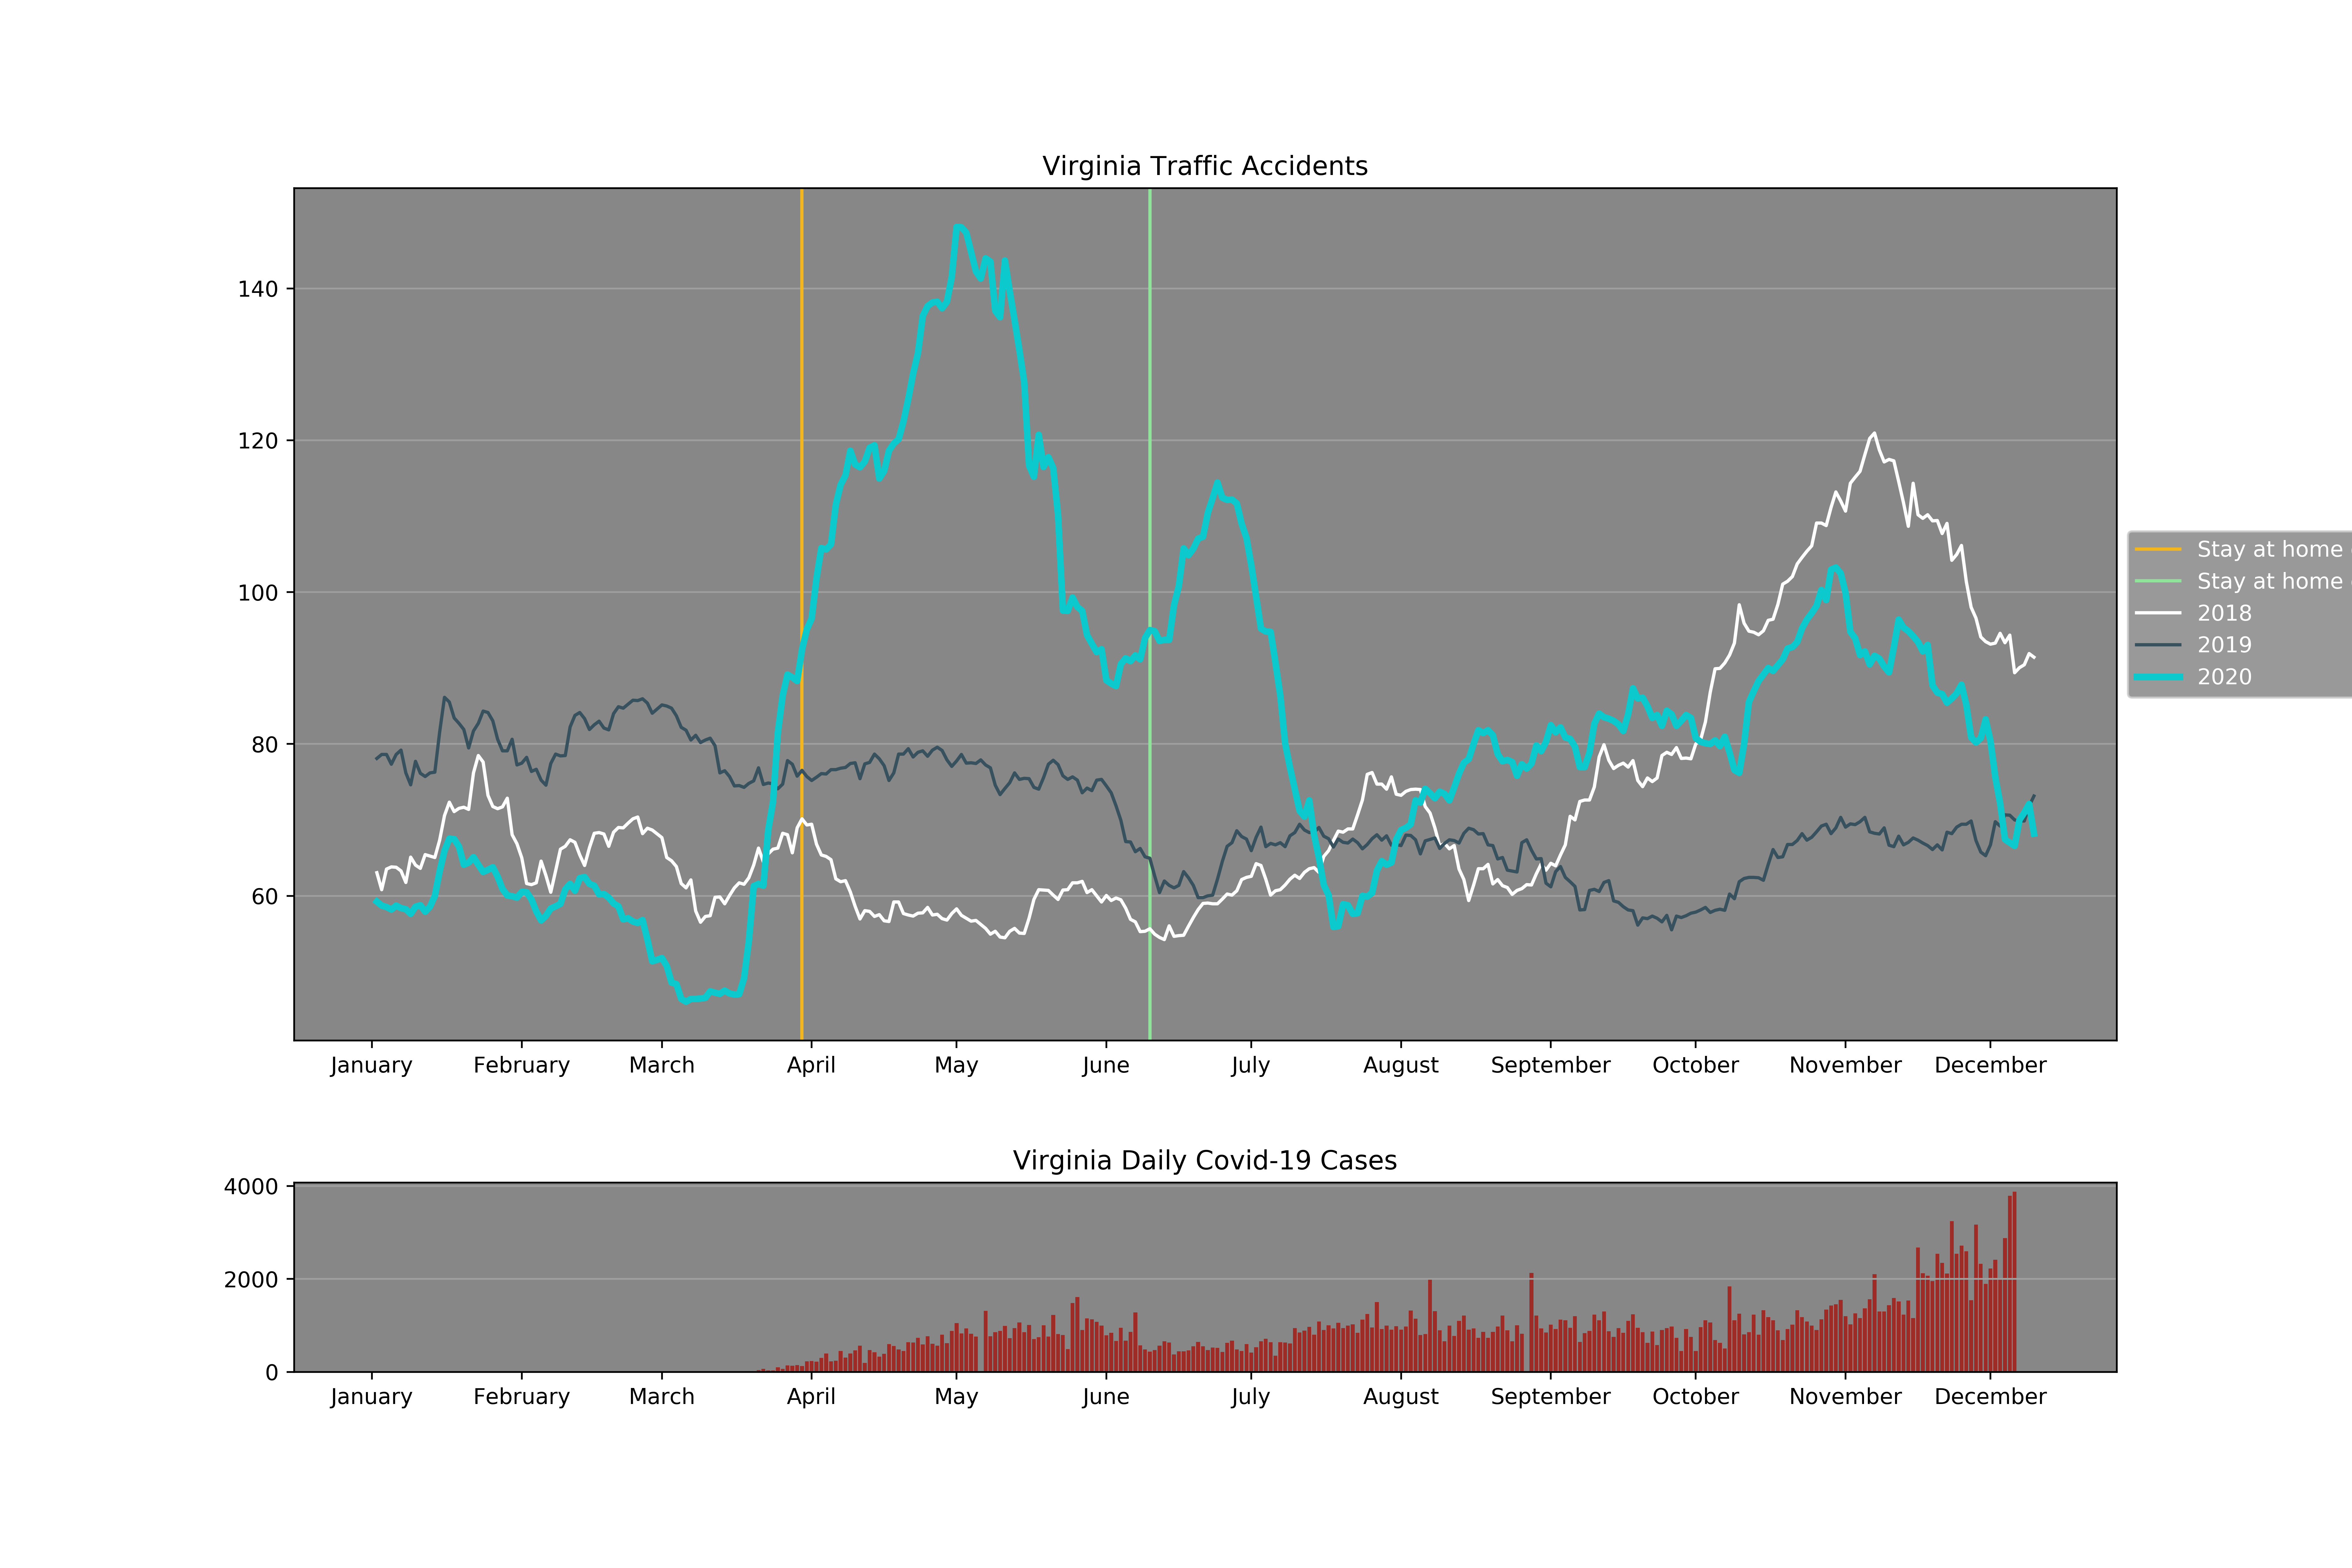 Virginia Traffic Accidents
140
120
100
80
60
January February March April May June July August September October November December
Stay at home
Stay at home
2018
2019
2020
Virginia Daily Covid-19 Cases
4000
2000
0
January February March April May June July August September October November December